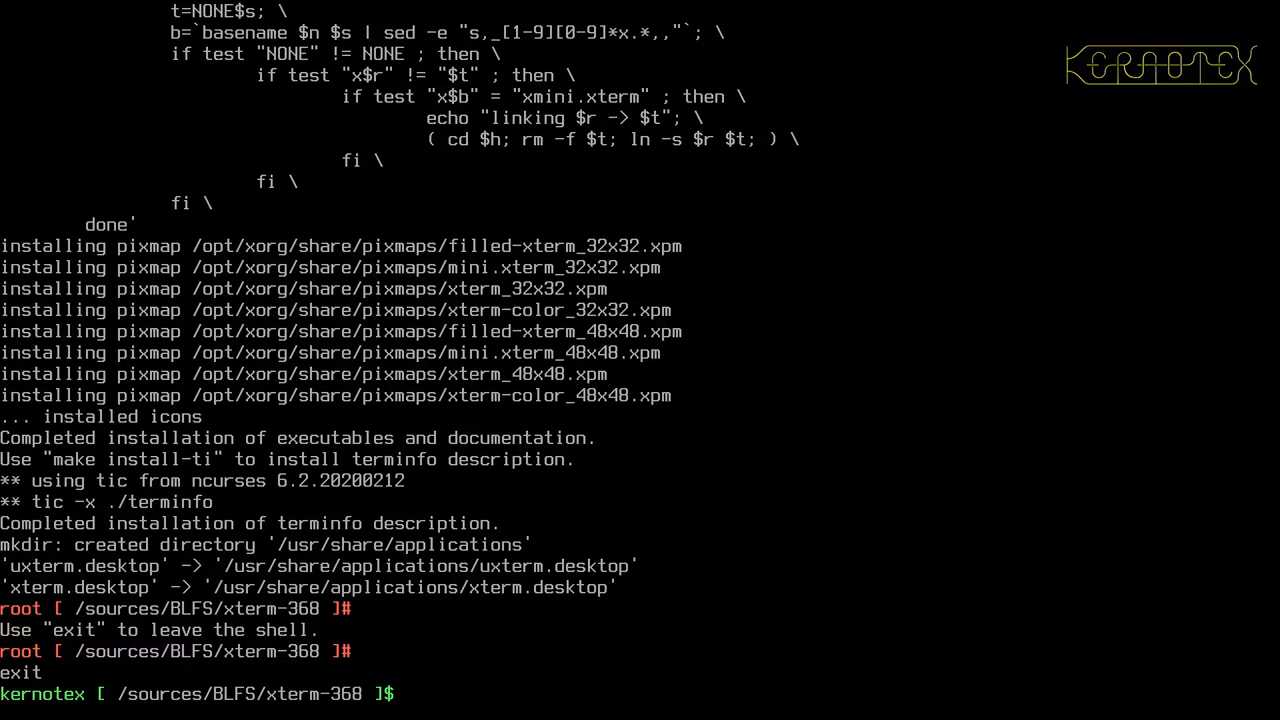 t=NONE$s; \
b=`basename $n $s | sed -e "s,_[1-9][0-9]*x.*,,"`; \
if test "NONE" != NONE ; then \
if test "x$r" != "$t" ; then \
if test "x$b" = "xmini.xterm" ; then \
echo "linking $r -> $t"; \
( cd $h; rm -f $t; ln -s $r $t; ) \
fi \
fi \
fi \
done'
installing pixmap /opt/xorg/share/pixmaps/filled-xterm_32x32.xpm
installing pixmap /opt/xorg/share/pixmaps/mini.xterm_32x32.xpm
installing pixmap /opt/xorg/share/pixmaps/xterm_32x32.xpm
installing pixmap /opt/xorg/share/pixmaps/xterm-color_32x32.xpm
installing pixmap /opt/xorg/share/pixmaps/filled-xterm_48x48.xpm
installing pixmap /opt/xorg/share/pixmaps/mini.xterm_48x48.xpm
installing pixmap /opt/xorg/share/pixmaps/xterm_48x48.xpm
installing pixmap /opt/xorg/share/pixmaps/xterm-color_48x48.xpm
... installed icons
Completed installation of executables and documentation.
Use "make install-ti" to install terminfo description.
** using tic from ncurses 6.2.20200212
** tic -x ./terminfo
Completed installation of terminfo description.
mkdir: created directory '/usr/share/applications'
'uxterm.desktop' -> '/usr/share/applications/uxterm.desktop'
'xterm.desktop' -> '/usr/share/applications/xterm.desktop'
root [ /sources/BLFS/xterm-368 ]#
Use "exit" to leave the shell.
root [ /sources/BLFS/xterm-368 ]#
exit
kernotex [ /sources/BLFS/xterm-368 ]$
KERNOTEX